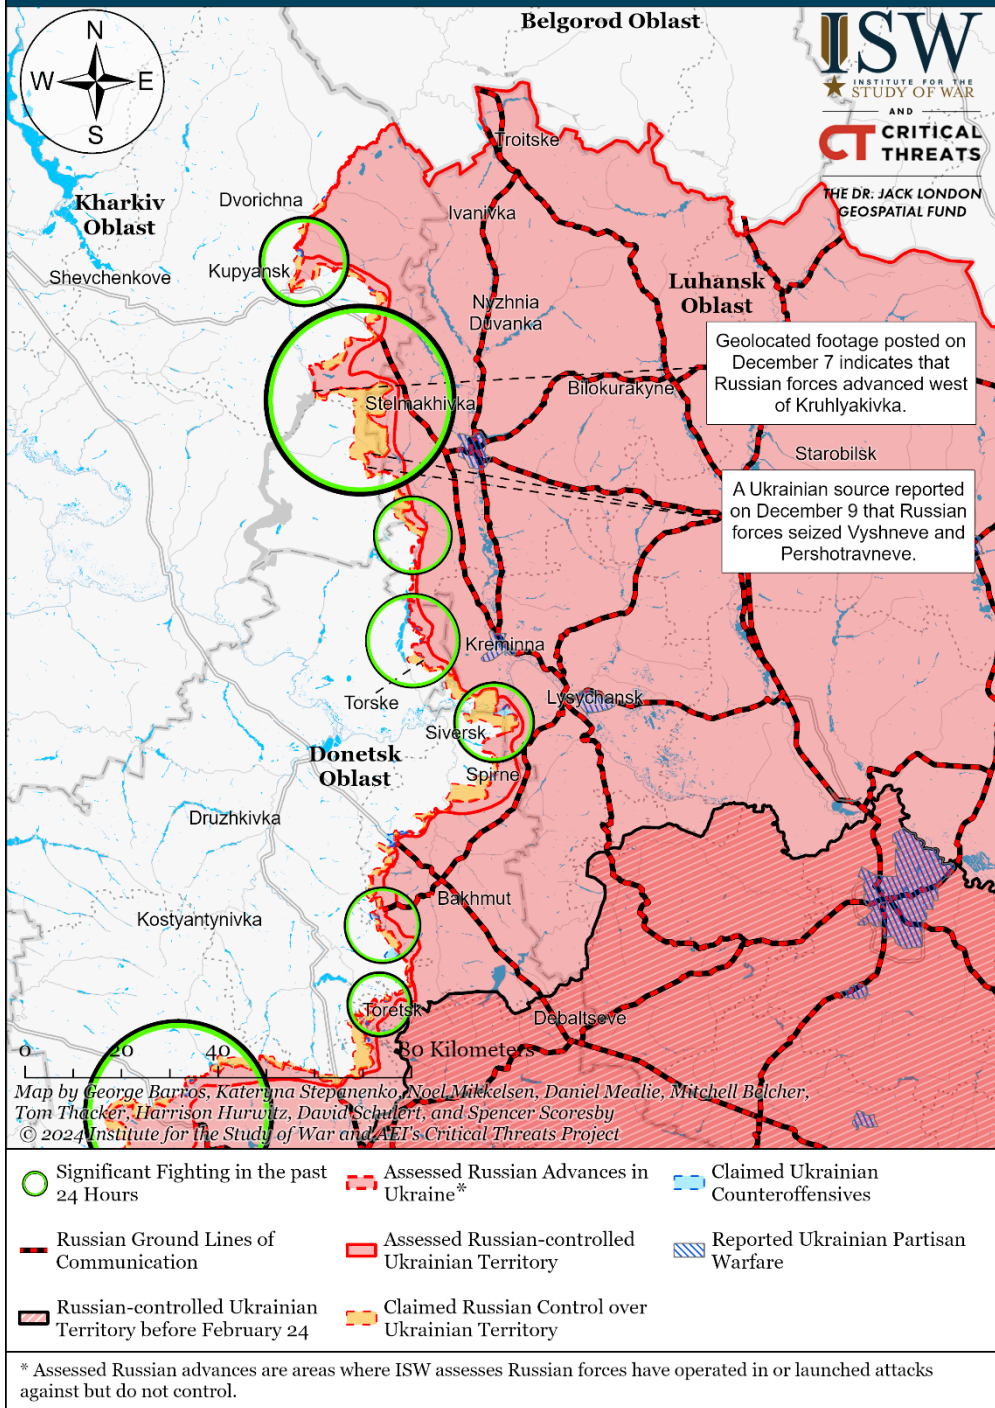 Belgorod Oblast
N
W
E
S
ISW
INSTITUTE FOR THE
STUDY OF WAR
AND
CT CRITICAL
THREATS
THE DR. JACK LONDON
GEOSPATIAL FUND
Troitske
Dvorichna
Kharkiv
Oblast
Ivanivka
Shevchenkove
Kupyansk
Luhansk
Oblast
Nyzhnia
Duvanka
Geolocated footage posted on
December 7 indicates that
Russian forces advanced west
of Kruhlyakivka.
Bilokurakyne
Stelmakhivka
Starobilsk
A Ukrainian source reported
on December 9 that Russian
forces seized Vyshneve and
Pershotravneve.
Kreminna
Torske
Lysychansk
Siversk
Donetsk
Oblast
Spirne
Druzhkivka
Bakhmut
Kostyantynivka
Toretsk
Debaltseve
0 20 40 80 Kilometers
Map by George Barros, Kateryna Stepanenko, Noel Mikkelsen, Daniel Mealie, Mitchell Belcher,
Tom Thacker, Harrison Hurwitz, David Schulert, and Spencer Scoresby
© 2024 Institute for the Study of War and AEI's Critical Threats Project
Significant Fighting in the past
24 Hours
Assessed Russian Advances in
Ukraine*
Claimed Ukrainian
Counteroffensives
Russian Ground Lines of
Communication
Assessed Russian-controlled
Ukrainian Territory
Reported Ukrainian Partisan
Warfare
Russian-controlled Ukrainian
Territory before February 24
Claimed Russian Control over
Ukrainian Territory
* Assessed Russian advances are areas where ISW assesses Russian forces have operated in or launched attacks
against but do not control.